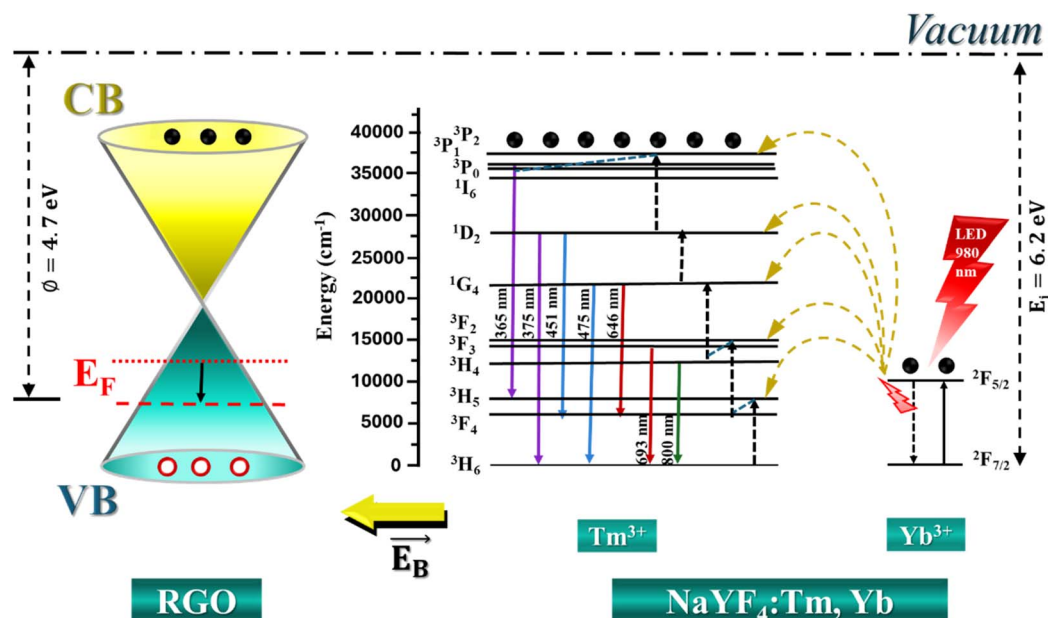 Vacuum
CB
ϕ = 4.7 eV
E_F
VB
RGO
Energy (cm⁻¹)
40000
35000
30000
25000
20000
15000
10000
5000
0
³P₂
³P₁
³P₀
¹I₆
¹D₂
¹G₄
³F₂
³F₃
³H₄
³H₅
³F₄
³H₆
365 nm
375 nm
451 nm
475 nm
646 nm
693 nm
800 nm
LED
980
nm
²F₅/₂
²F₇/₂
Eᵢ = 6.2 eV
E_B
Tm³⁺
Yb³⁺
NaYF₄:Tm, Yb